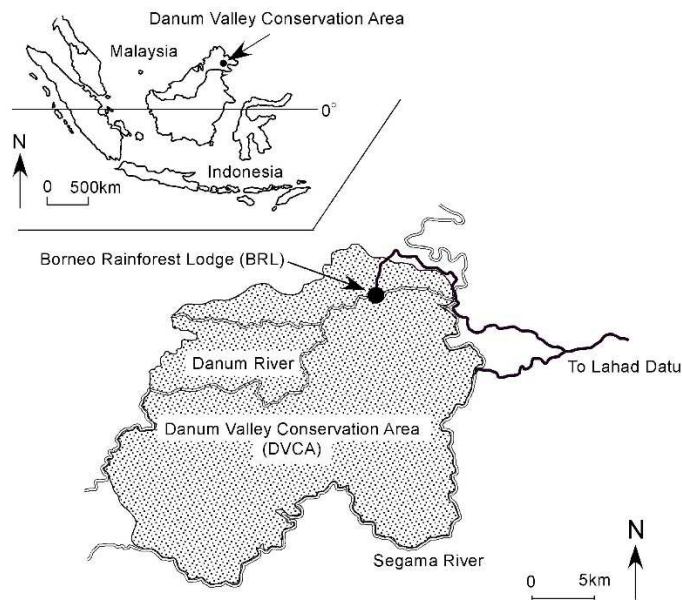 Danum Valley Conservation Area
Malaysia
0°
N
Indonesia
0 500km
Borneo Rainforest Lodge (BRL)
Danum River
To Lahad Datu
Danum Valley Conservation Area
(DVCA)
Segama River
N
0 5km